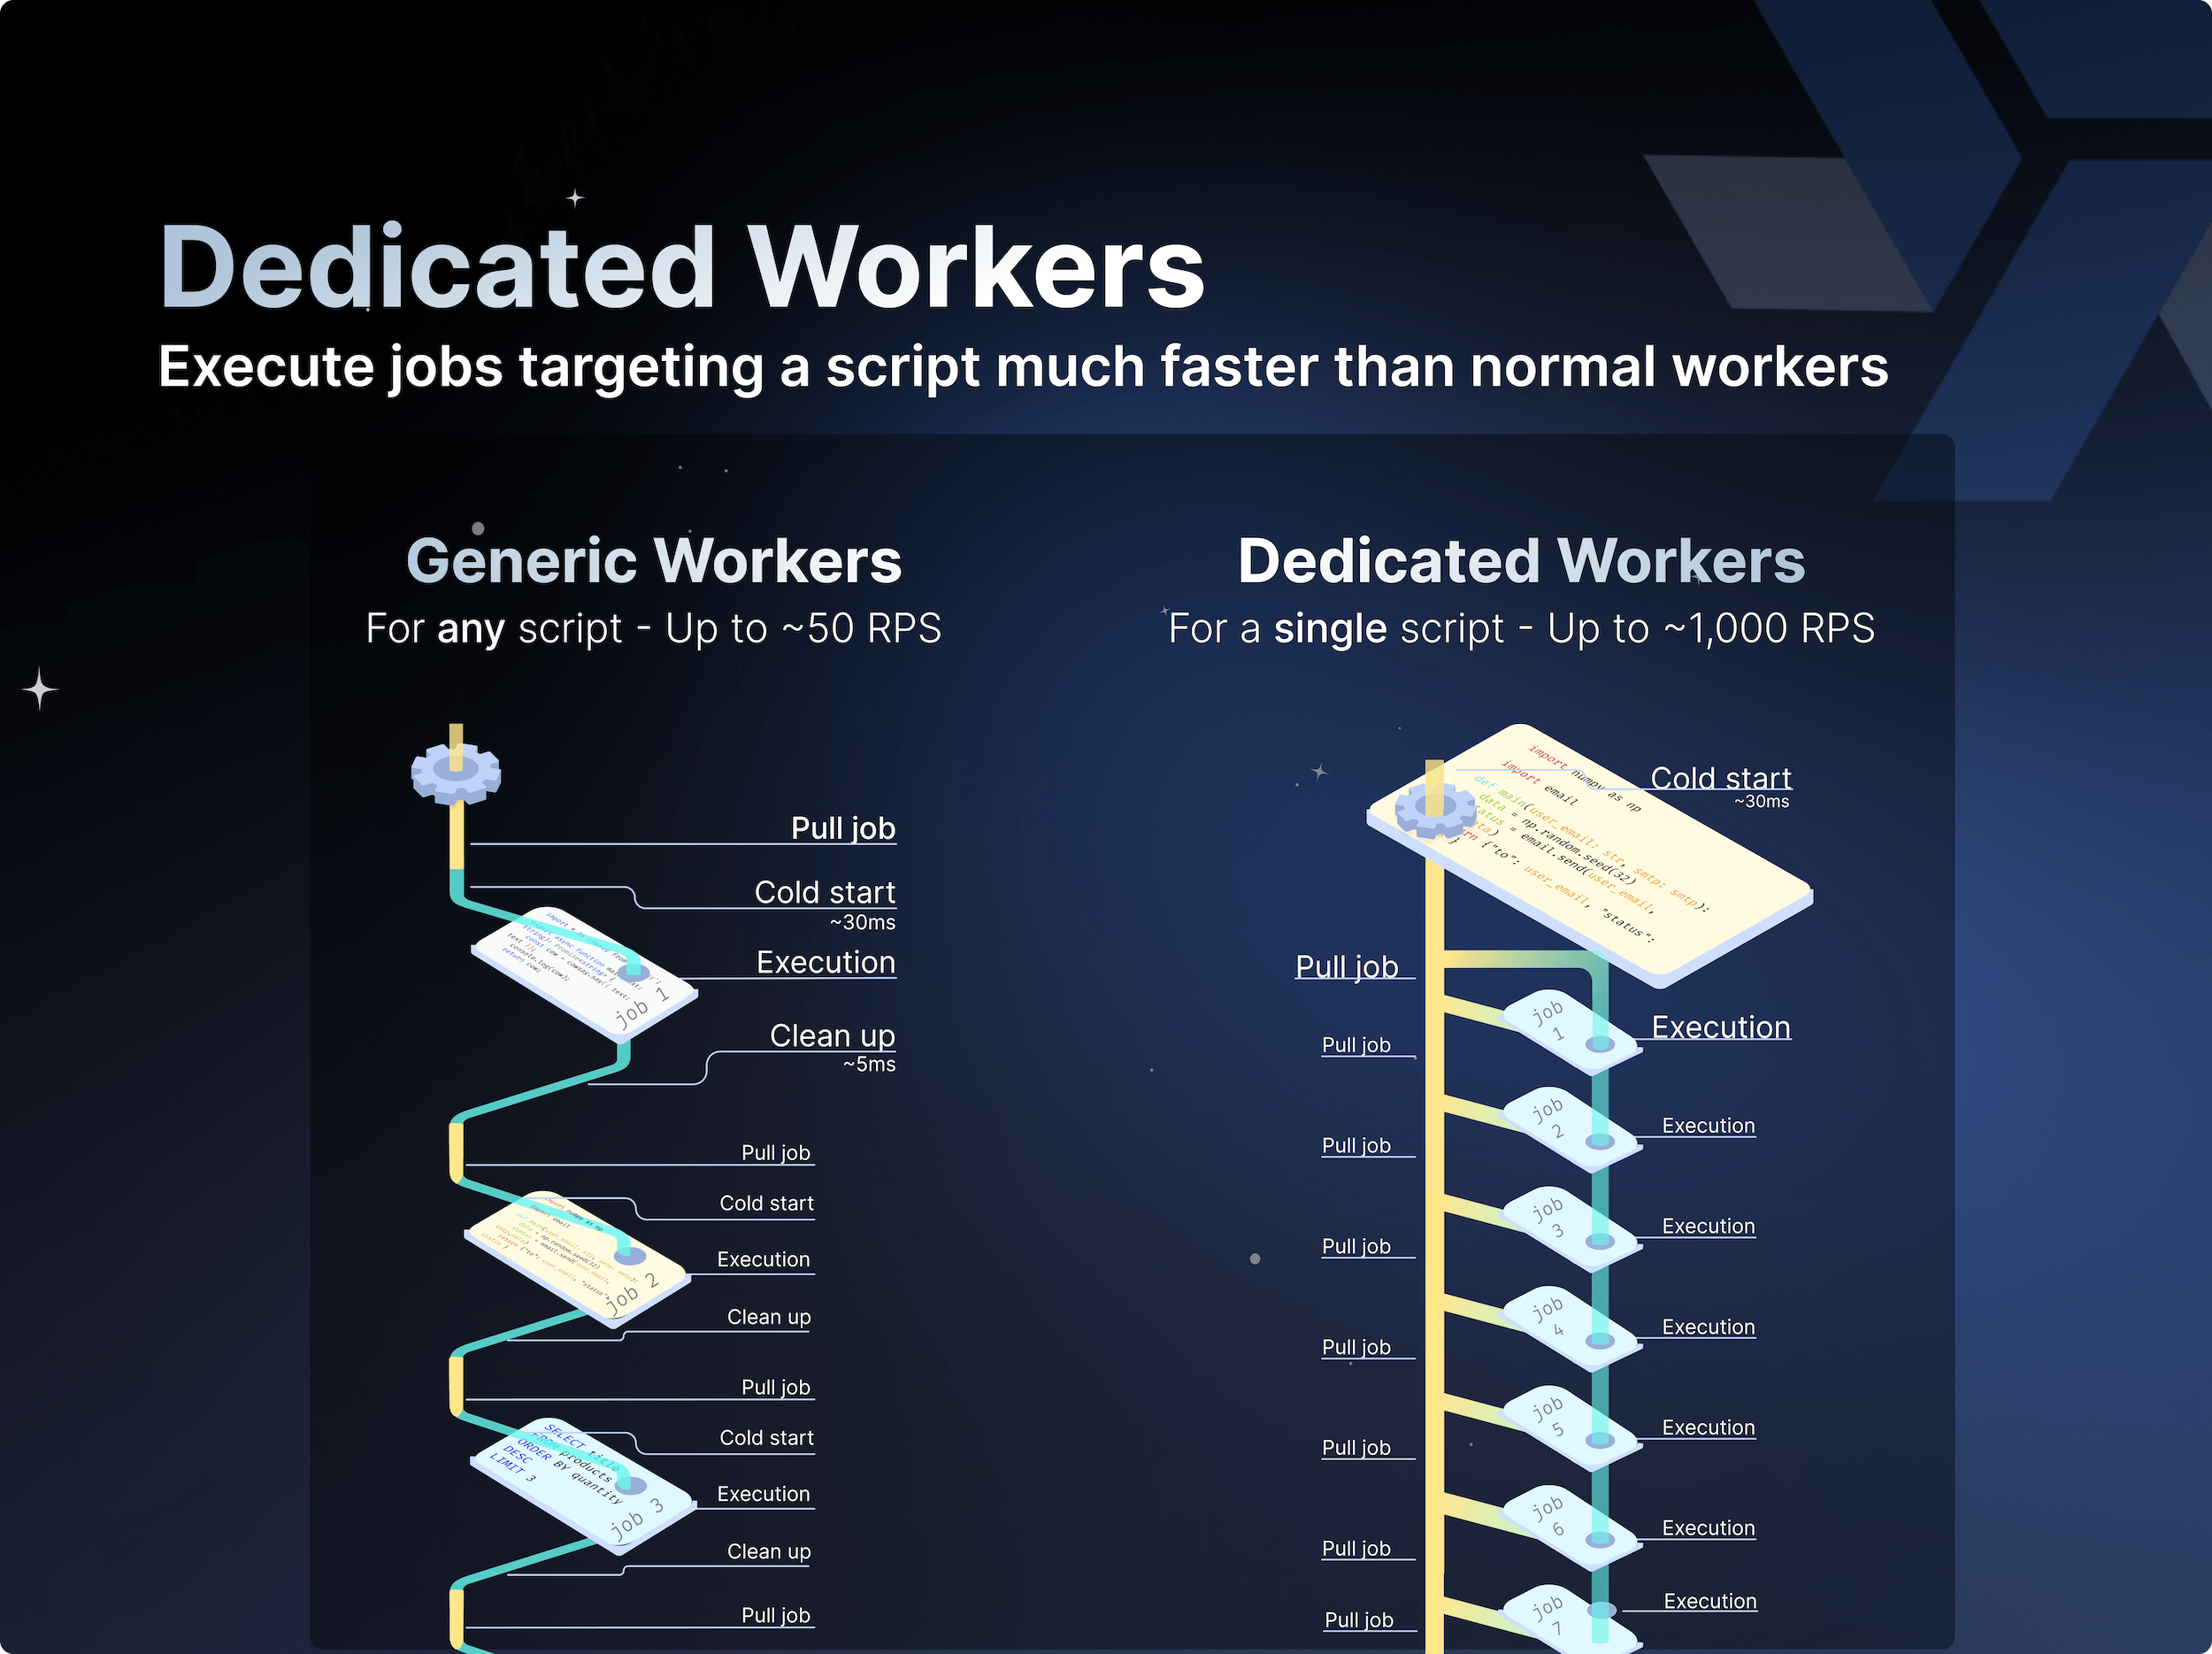 Dedicated Workers
Execute jobs targeting a script much faster than normal workers
Generic Workers
For any script - Up to ~50 RPS
Pull job
Cold start
~30ms
Execution
job 1
Clean up
~5ms
Pull job
Cold start
Execution
job 2
Clean up
Pull job
SELECT title
FROM products
ORDER BY quantity
DESC
LIMIT 3
Cold start
Execution
job 3
Clean up
Pull job
Dedicated Workers
For a single script - Up to ~1,000 RPS
import numpy as np
import email
def main(user_email: str, smtp: smtp):
data = np.random.seed(32)
= email.send(user_email,
{"to": user_email, "status":
}
Cold start
~30ms
Pull job
job
1
Execution
Pull job
job
2
Execution
Pull job
job
3
Execution
Pull job
job
4
Execution
Pull job
job
5
Execution
Pull job
job
6
Execution
Pull job
job
7
Execution
Pull job